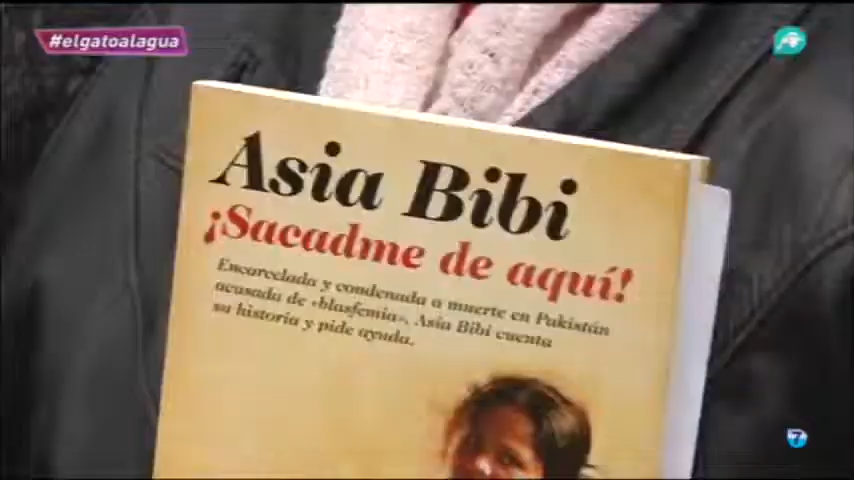 #elgatoalagua
Asia Bibi
¡Sacadme de aquí!
Encarcelada y condenada a muerte en Pakistán
acusada de «blasfemia», Asia Bibi cuenta
su historia y pide ayuda.
7